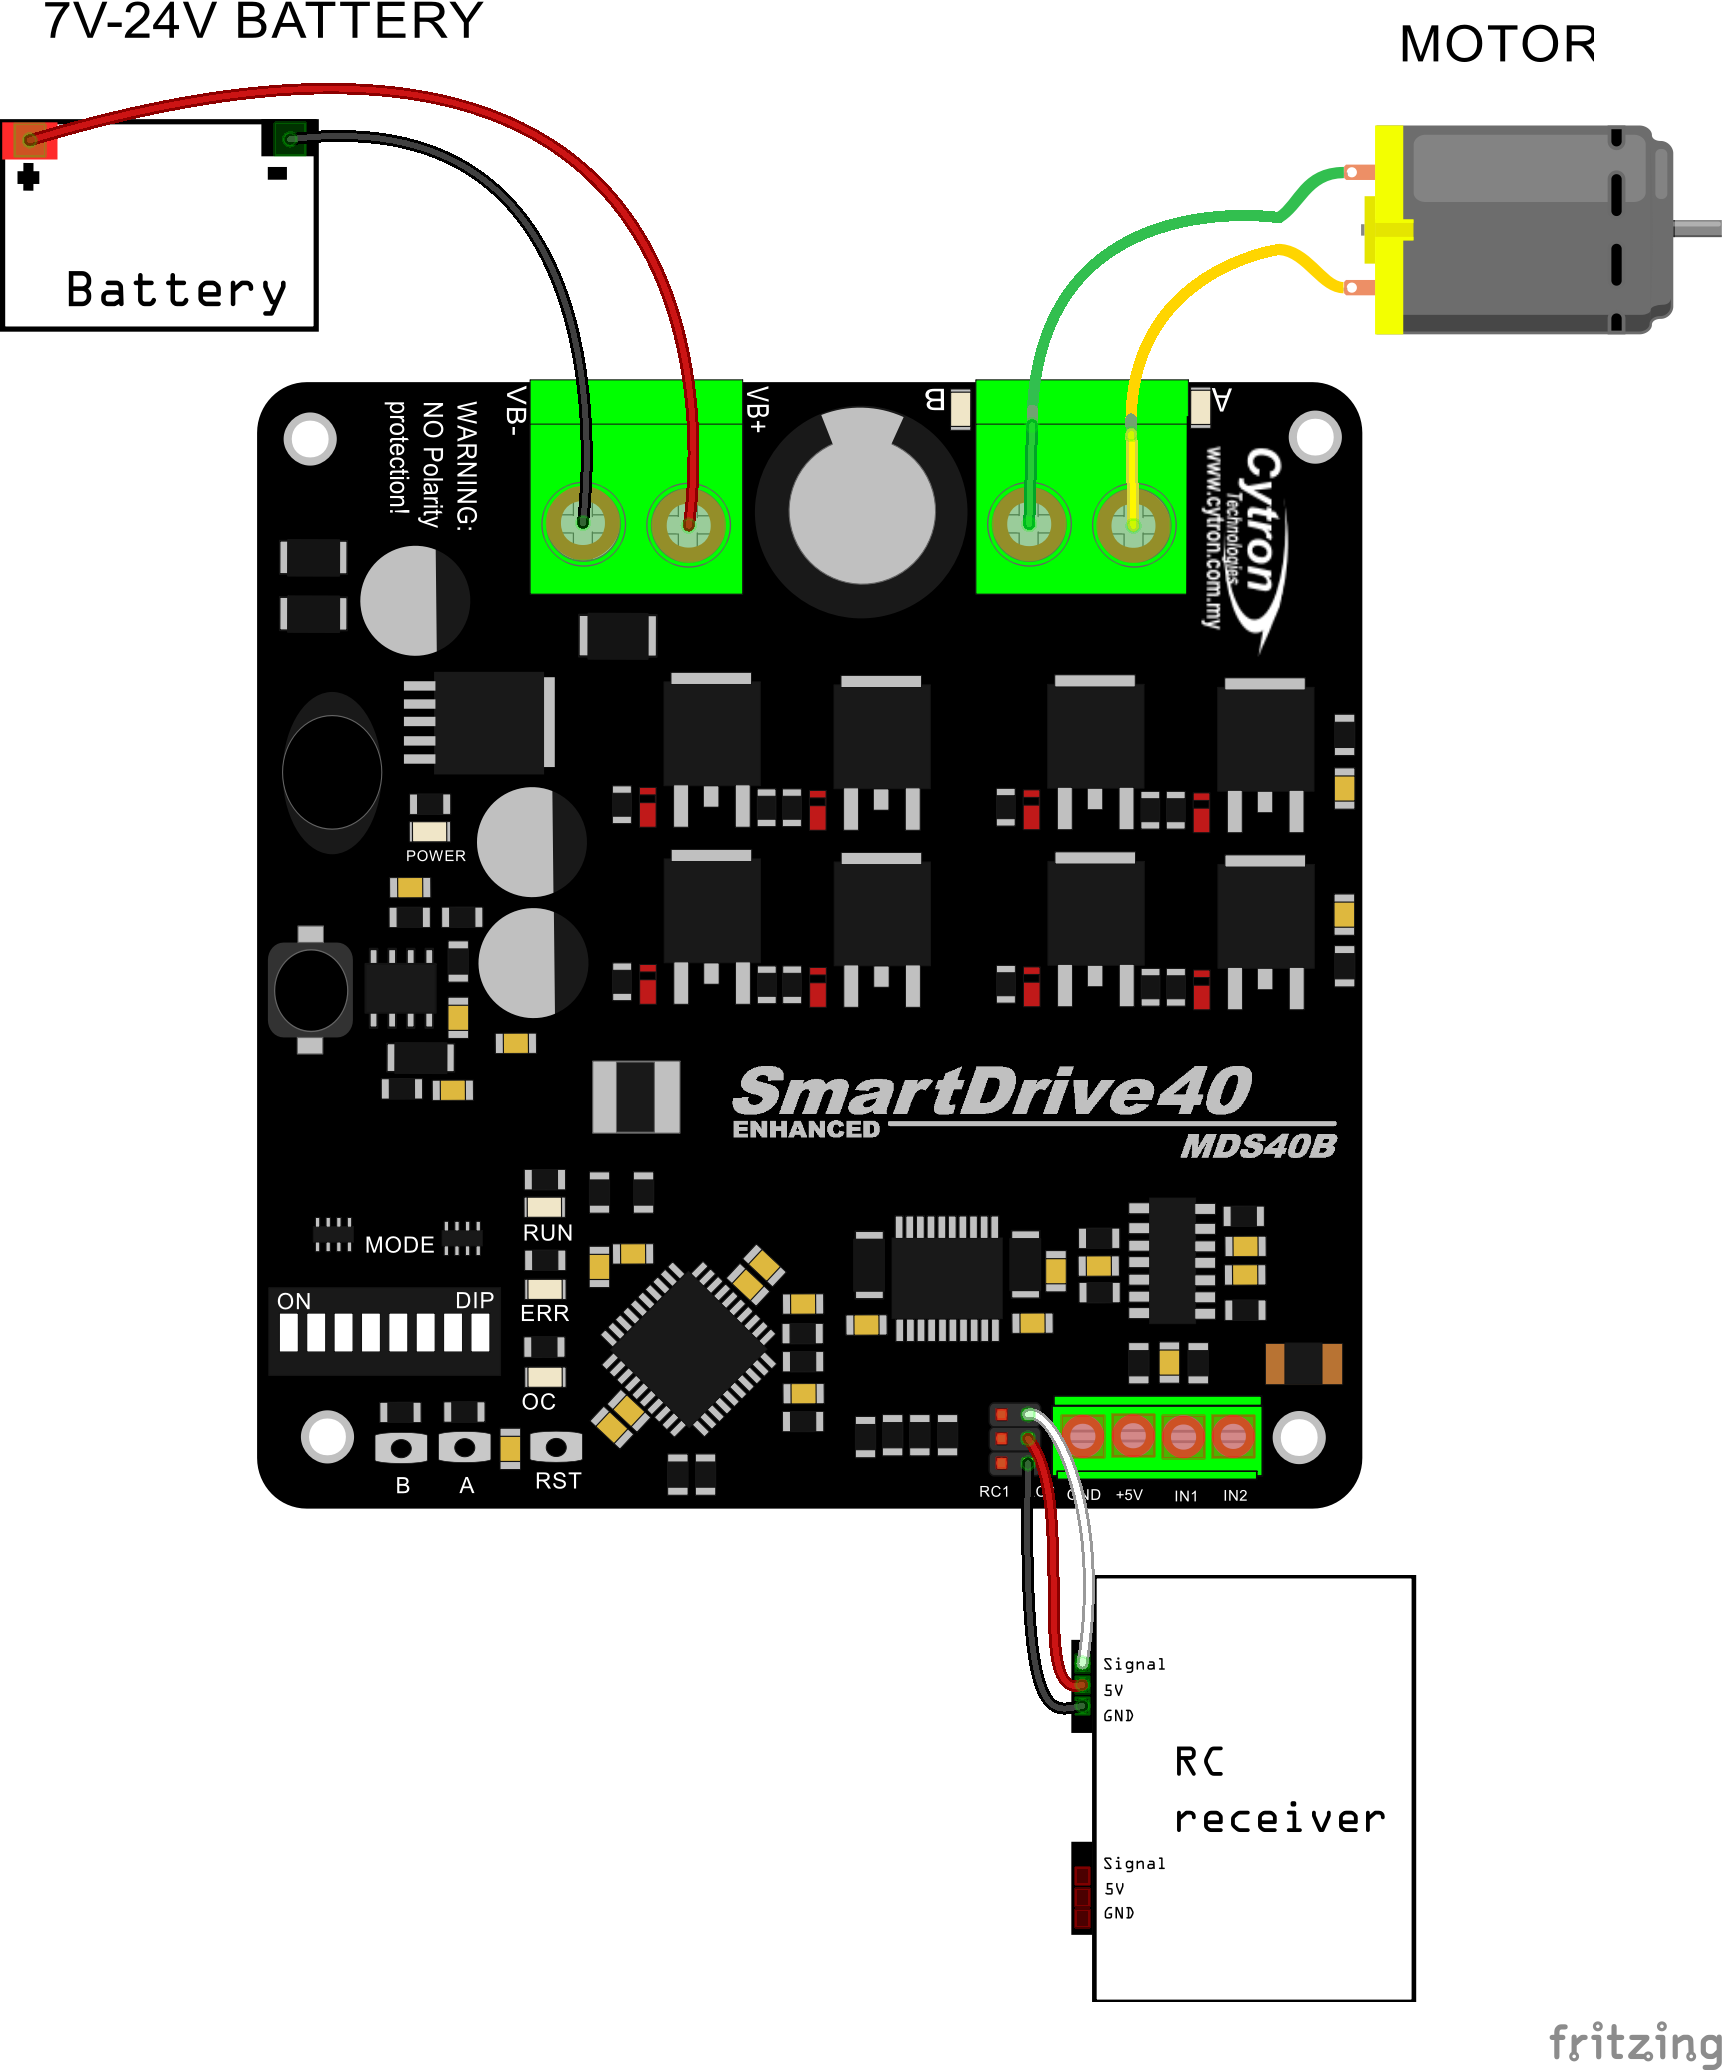 7V-24V BATTERY
MOTOR
Battery
VB-
VB+
B
A
WARNING:
NO Polarity
protection!
Cytron
Technologies
www.cytron.com.my
POWER
SmartDrive40
ENHANCED
MDS40B
RUN
MODE
ERR
ON
DIP
OC
B
A
RST
RC1
GND
+5V
IN1
IN2
Signal
5V
GND
RC
receiver
Signal
5V
GND
fritzing